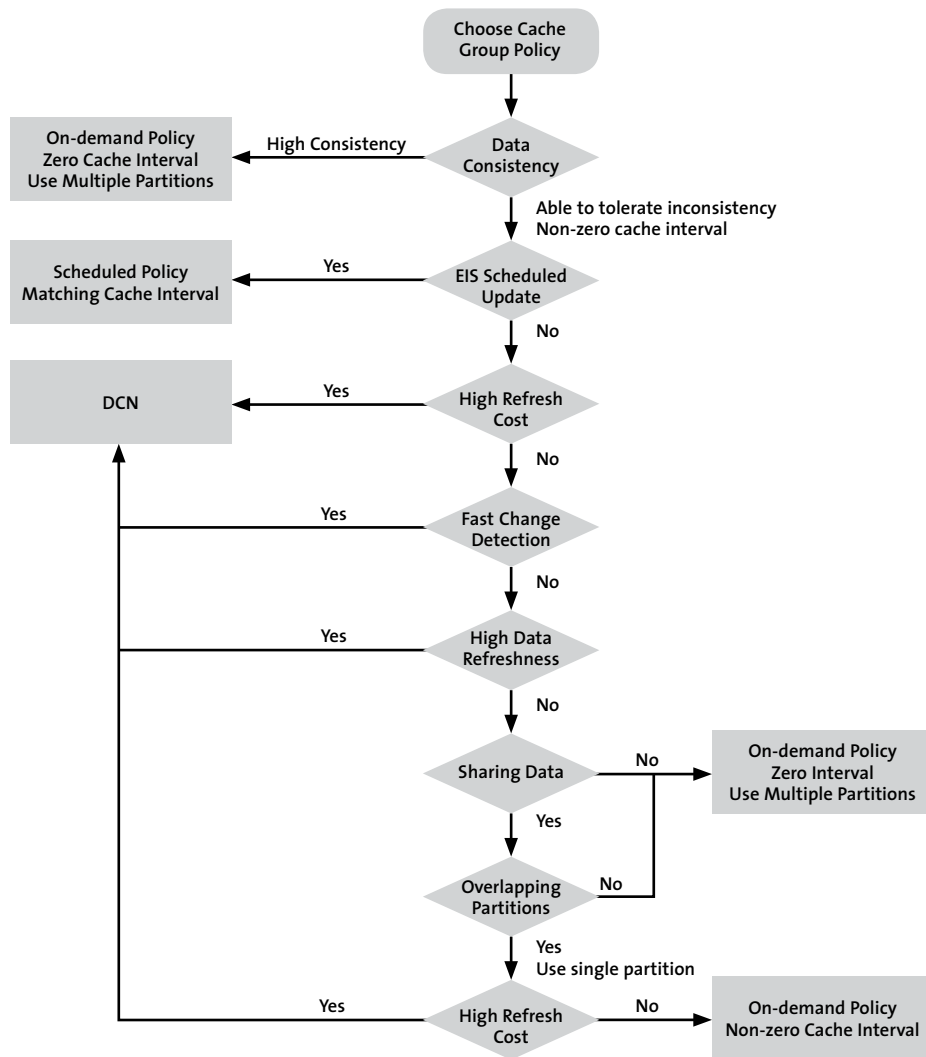 Choose Cache
Group Policy
Data
Consistency
High Consistency
On-demand Policy
Zero Cache Interval
Use Multiple Partitions
Able to tolerate inconsistency
Non-zero cache interval
EIS Scheduled
Update
Yes
Scheduled Policy
Matching Cache Interval
No
High Refresh
Cost
Yes
DCN
No
Fast Change
Detection
Yes
No
High Data
Refreshness
Yes
No
Sharing Data
No
On-demand Policy
Zero Interval
Use Multiple Partitions
Yes
Overlapping
Partitions
No
Yes
Use single partition
High Refresh
Cost
Yes
No
On-demand Policy
Non-zero Cache Interval